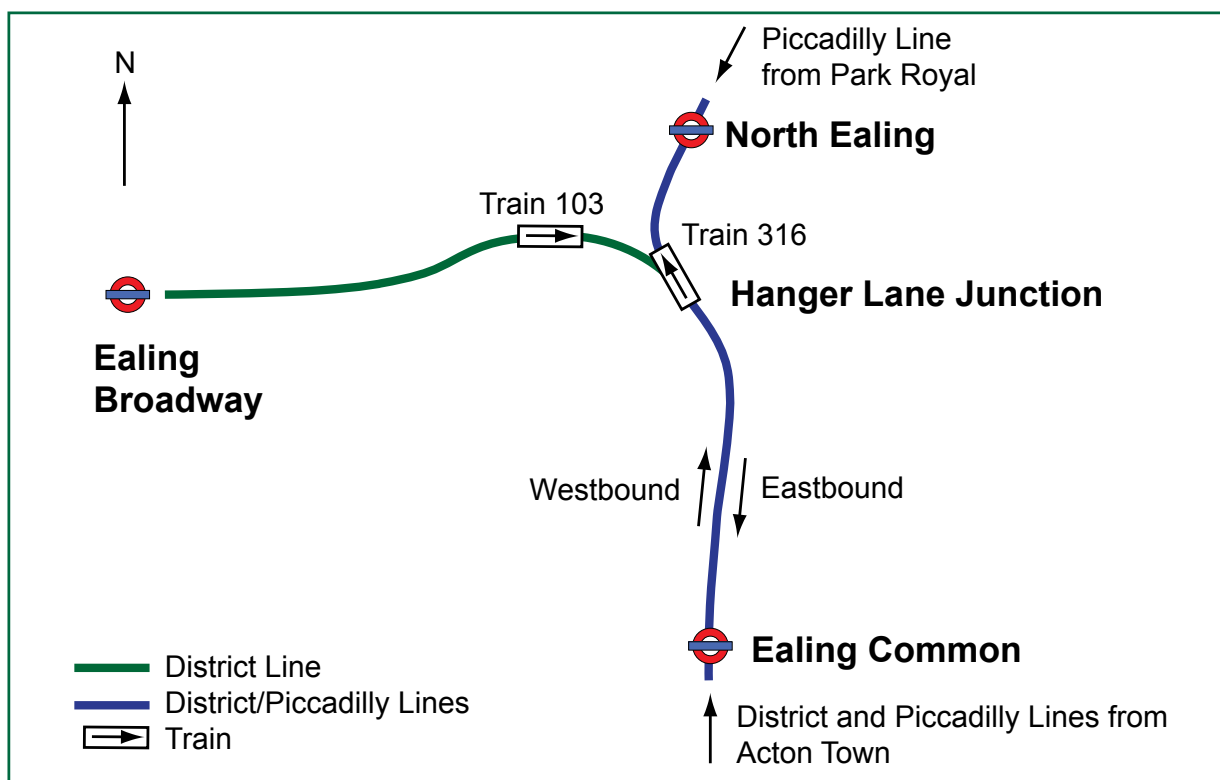 Piccadilly Line
from Park Royal
N
North Ealing
Train 103
Train 316
Hanger Lane Junction
Ealing
Broadway
Westbound
Eastbound
Ealing Common
District Line
District/Piccadilly Lines
Train
District and Piccadilly Lines from
Acton Town